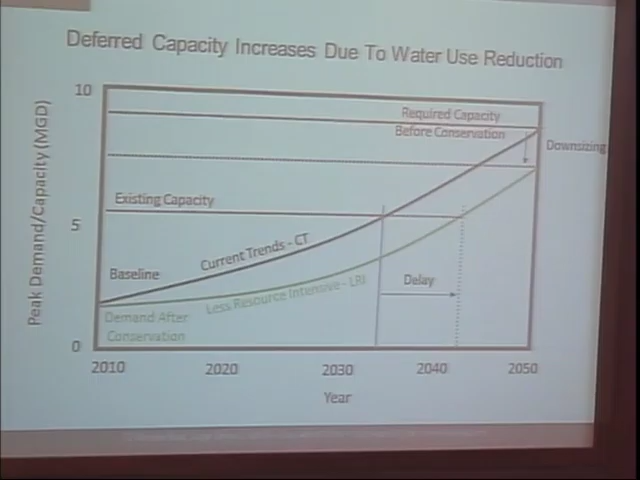 Deferred Capacity Increases Due To Water Use Reduction
10
Required Capacity
Before Conservation
Downsizing
Peak Demand/Capacity (MGD)
Existing Capacity
5
Current Trends - CT
Baseline
Delay
Less Resource Intensive - LRI
Demand After
Conservation
0
2010 2020 2030 2040 2050
Year